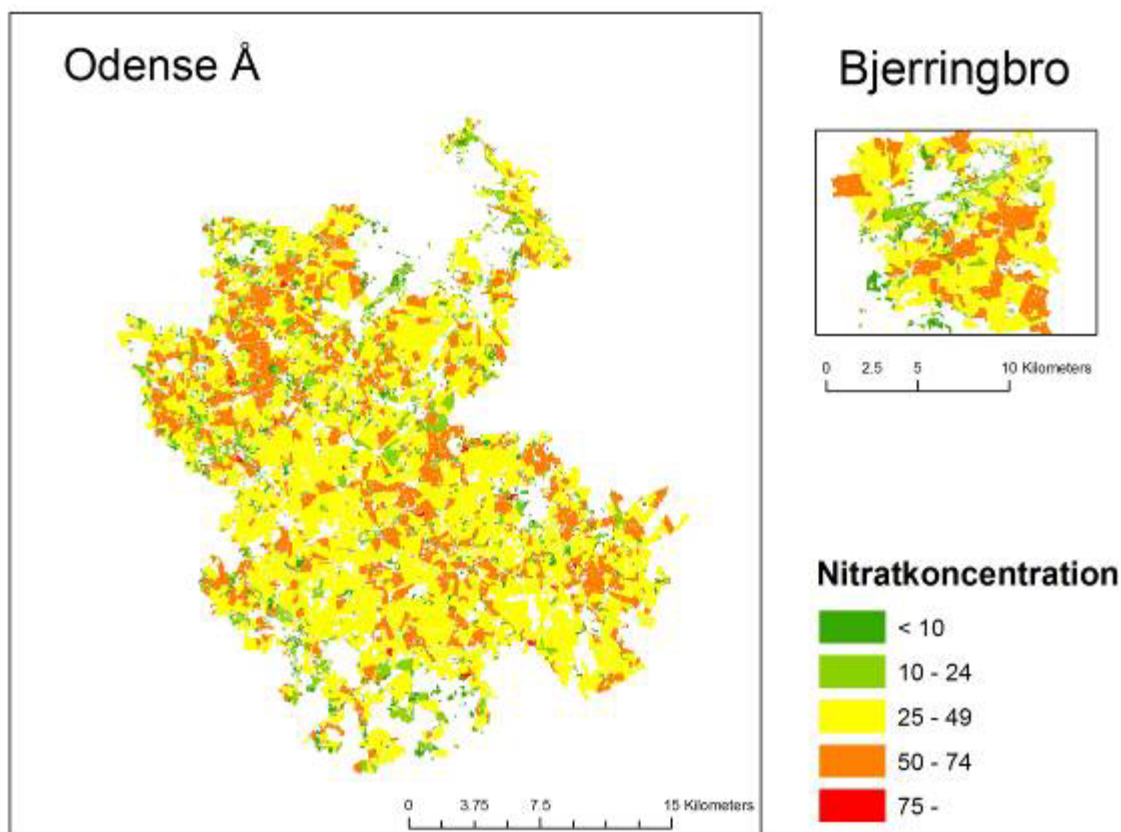 Odense Å
0 3.75 7.5 15 Kilometers
Bjerringbro
0 2.5 5 10 Kilometers
Nitratkoncentration
< 10
10 - 24
25 - 49
50 - 74
75 -